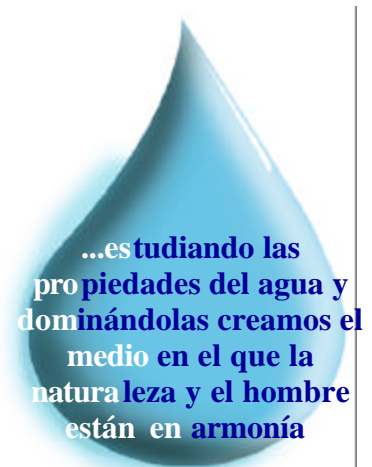 ...estudiando las
propiedades del agua y
dominándolas creamos el
medio en el que la
naturaleza y el hombre
están en armonía